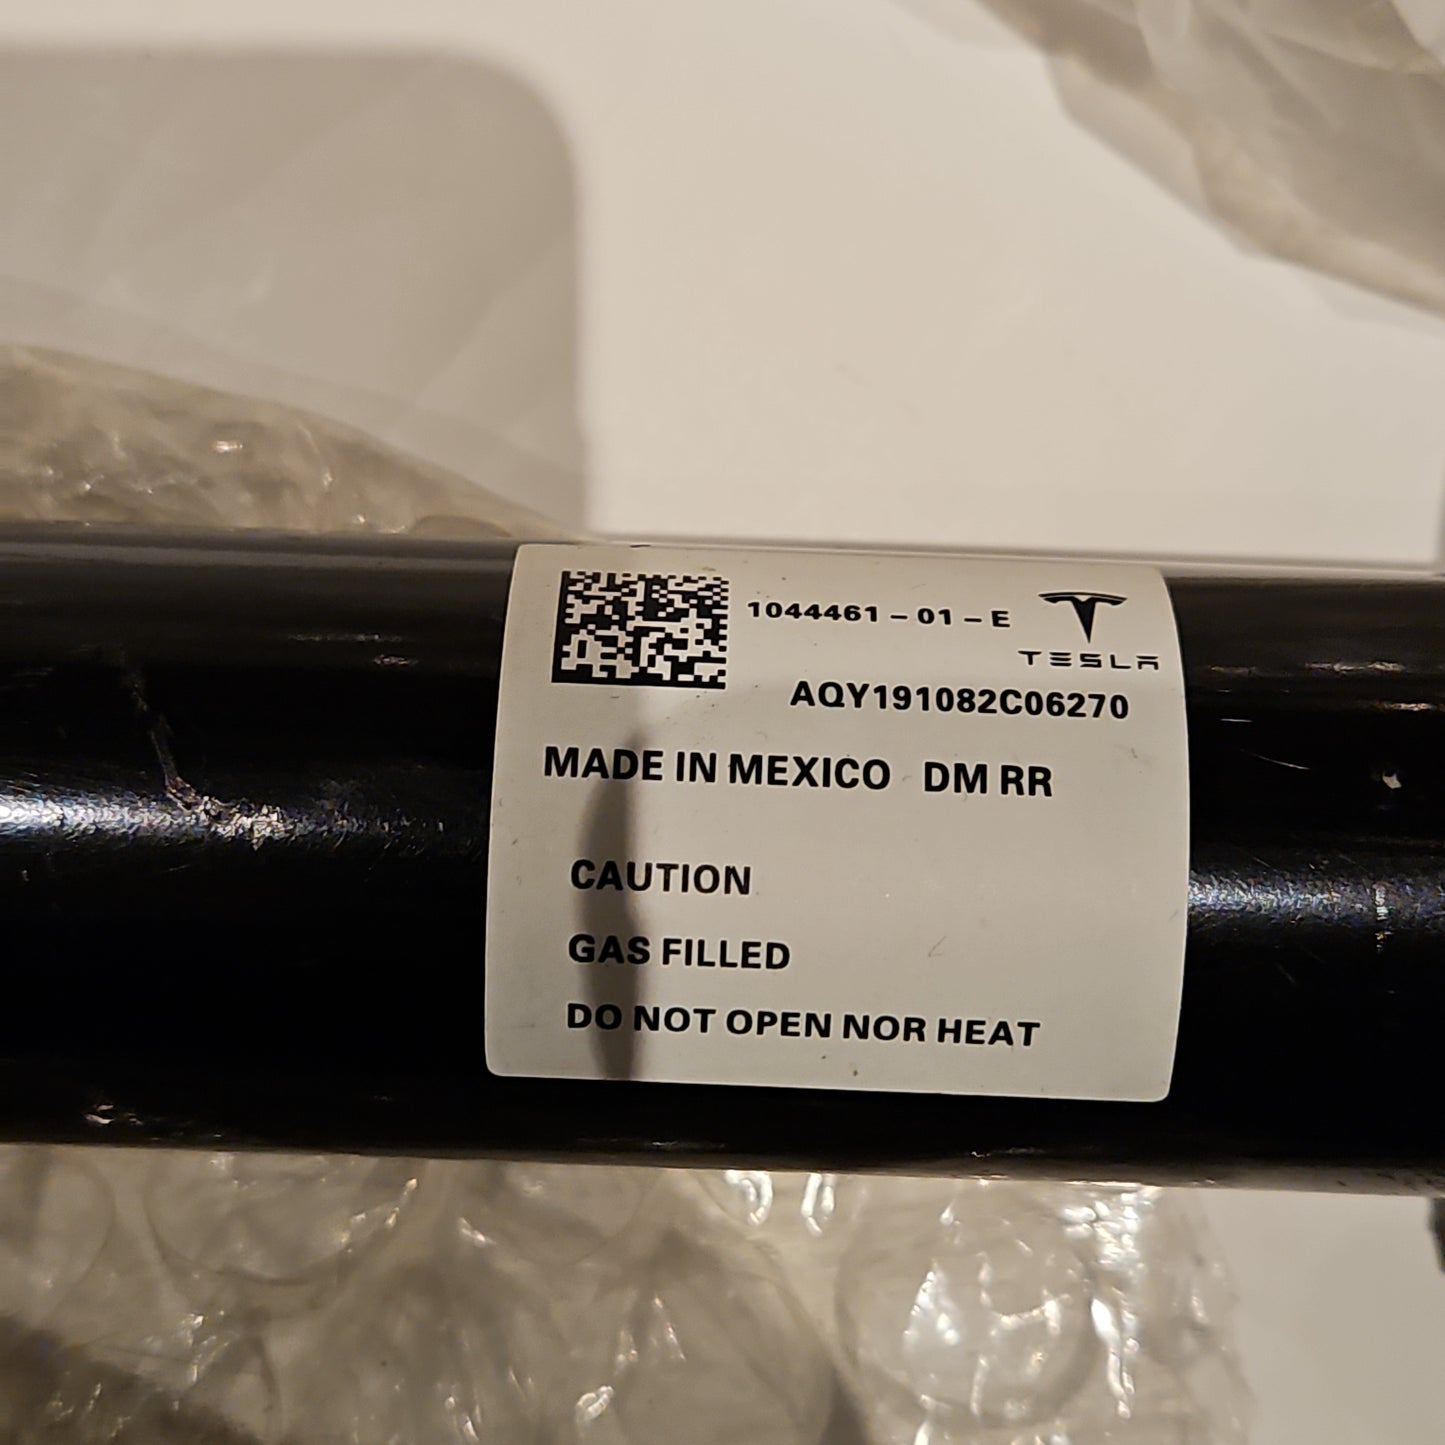 1044461-01-E
TESLA
AQY191082C06270
MADE IN MEXICO DM RR
CAUTION
GAS FILLED
DO NOT OPEN NOR HEAT